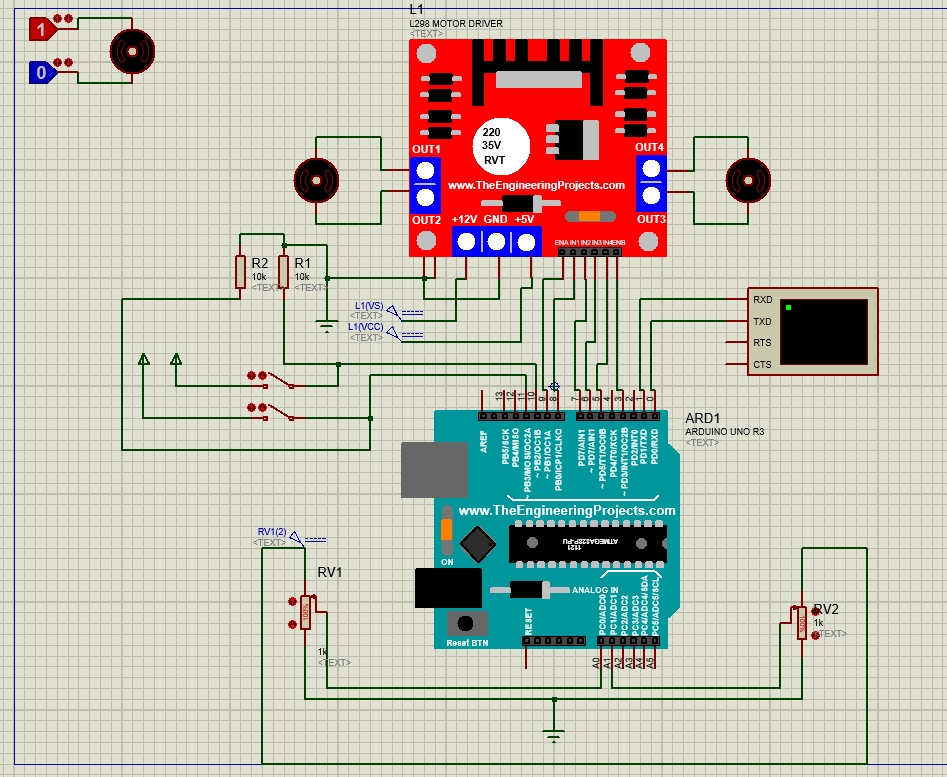 1
0
L1
L298 MOTOR DRIVER
<TEXT>
220
35V
RVT
OUT1
OUT4
www.TheEngineeringProjects.com
OUT2
+12V GND +5V
OUT3
ENA IN1 IN2 IN3 IN4 ENB
R2
10k
<TEXT>
R1
10k
<TEXT>
L1(VS)
<TEXT>
L1(VCC)
<TEXT>
RXD
TXD
RTS
CTS
13
12
11
10
9
8
7
6
5
4
3
2
1
0
ARD1
ARDUINO UNO R3
<TEXT>
AREF
PB5/SCK
PB4/MISO
~ PB3/MOSI/OC2A
~ PB2/OC1B
~ PB1/OC1A
PB0/ICP1/CLKO
PD7/AIN1
~ PD7/AIN1
~ PD5/T1/OC0B
PD4/T0/XCK
~ PD3/INT1/OC2B
PD2/INT0
PD1/TXD
PD0/RXD
www.TheEngineeringProjects.com
ATMEGA328P-PU
1121
ON
ANALOG IN
Reset BTN
RESET
PC0/ADC0
PC1/ADC1
PC2/ADC2
PC3/ADC3
PC4/ADC4/SDA
PC5/ADC5/SCL
A0
A1
A2
A3
A4
A5
RV1(2)
<TEXT>
RV1
100%
1k
<TEXT>
RV2
1k
<TEXT>